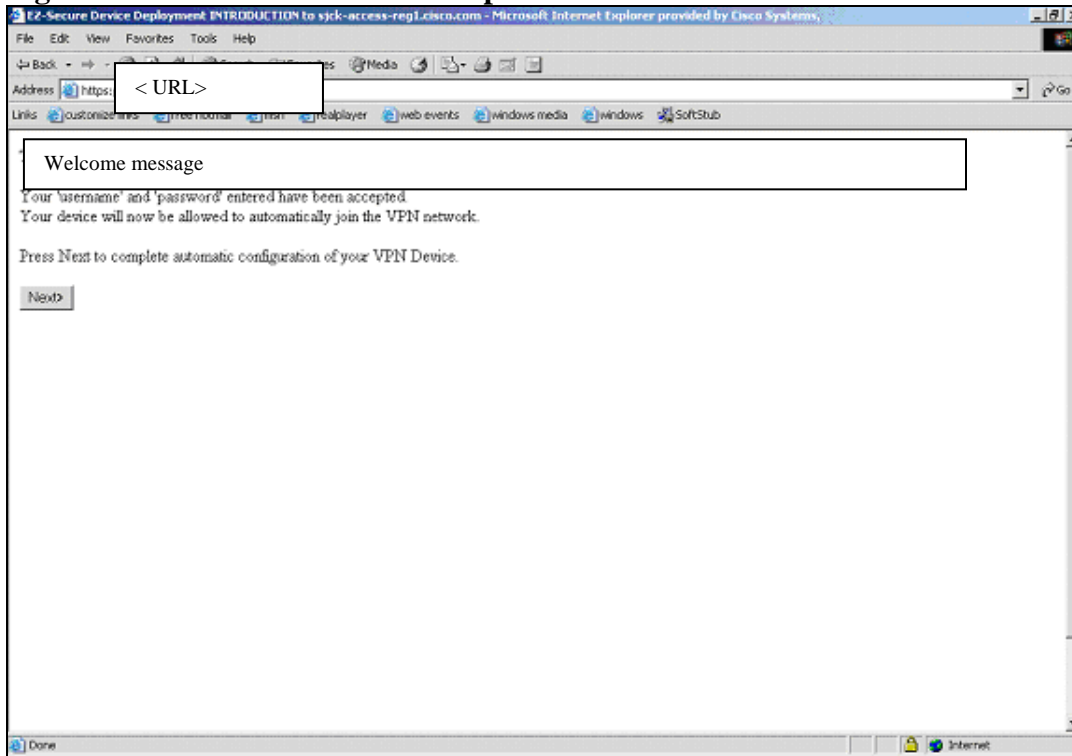 EZ-Secure Device Deployment INTRODUCTION to sjck-access-reg1.cisco.com - Microsoft Internet Explorer provided by Cisco Systems,
File Edit View Favorites Tools Help
Back Media
Address https: < URL> Go
Links realplayer web events windows media windows SoftStub
Welcome message
Your 'username' and 'password' entered have been accepted.
Your device will now be allowed to automatically join the VPN network.
Press Next to complete automatic configuration of your VPN Device.
Next>
Done Internet